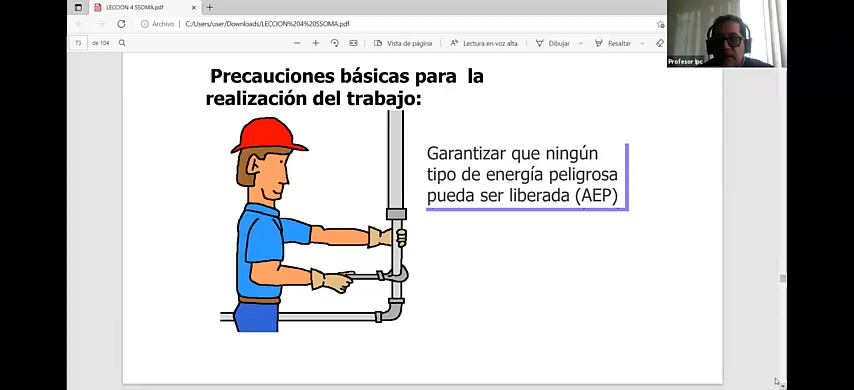 LECCION 4 SSOMA.pdf
Archivo
C:/Users/user/Downloads/LECCION%204%20SSOMA.pdf
73
de 104
Vista de página
Lectura en voz alta
Dibujar
Resaltar
Profesor Ipc
Precauciones básicas para la
realización del trabajo:
Garantizar que ningún
tipo de energía peligrosa
pueda ser liberada (AEP)